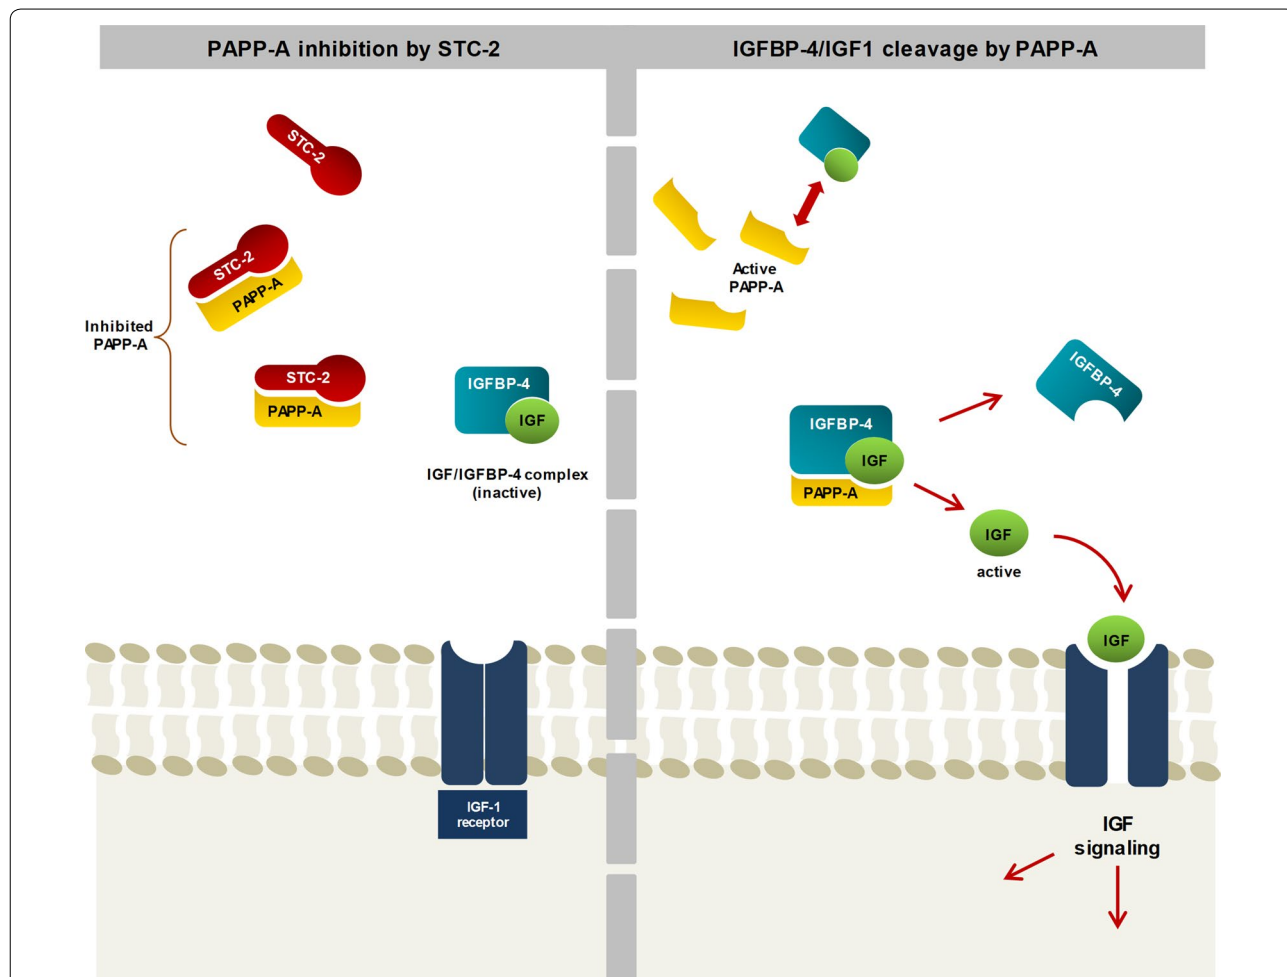 PAPP-A inhibition by STC-2
STC-2
STC-2
PAPP-A
Inhibited
PAPP-A
STC-2
PAPP-A
IGFBP-4
IGF
IGF/IGFBP-4 complex
(inactive)
IGF-1
receptor
IGFBP-4/IGF1 cleavage by PAPP-A
Active
PAPP-A
IGFBP-4
IGFBP-4
IGF
PAPP-A
IGF
active
IGF
IGF
signaling